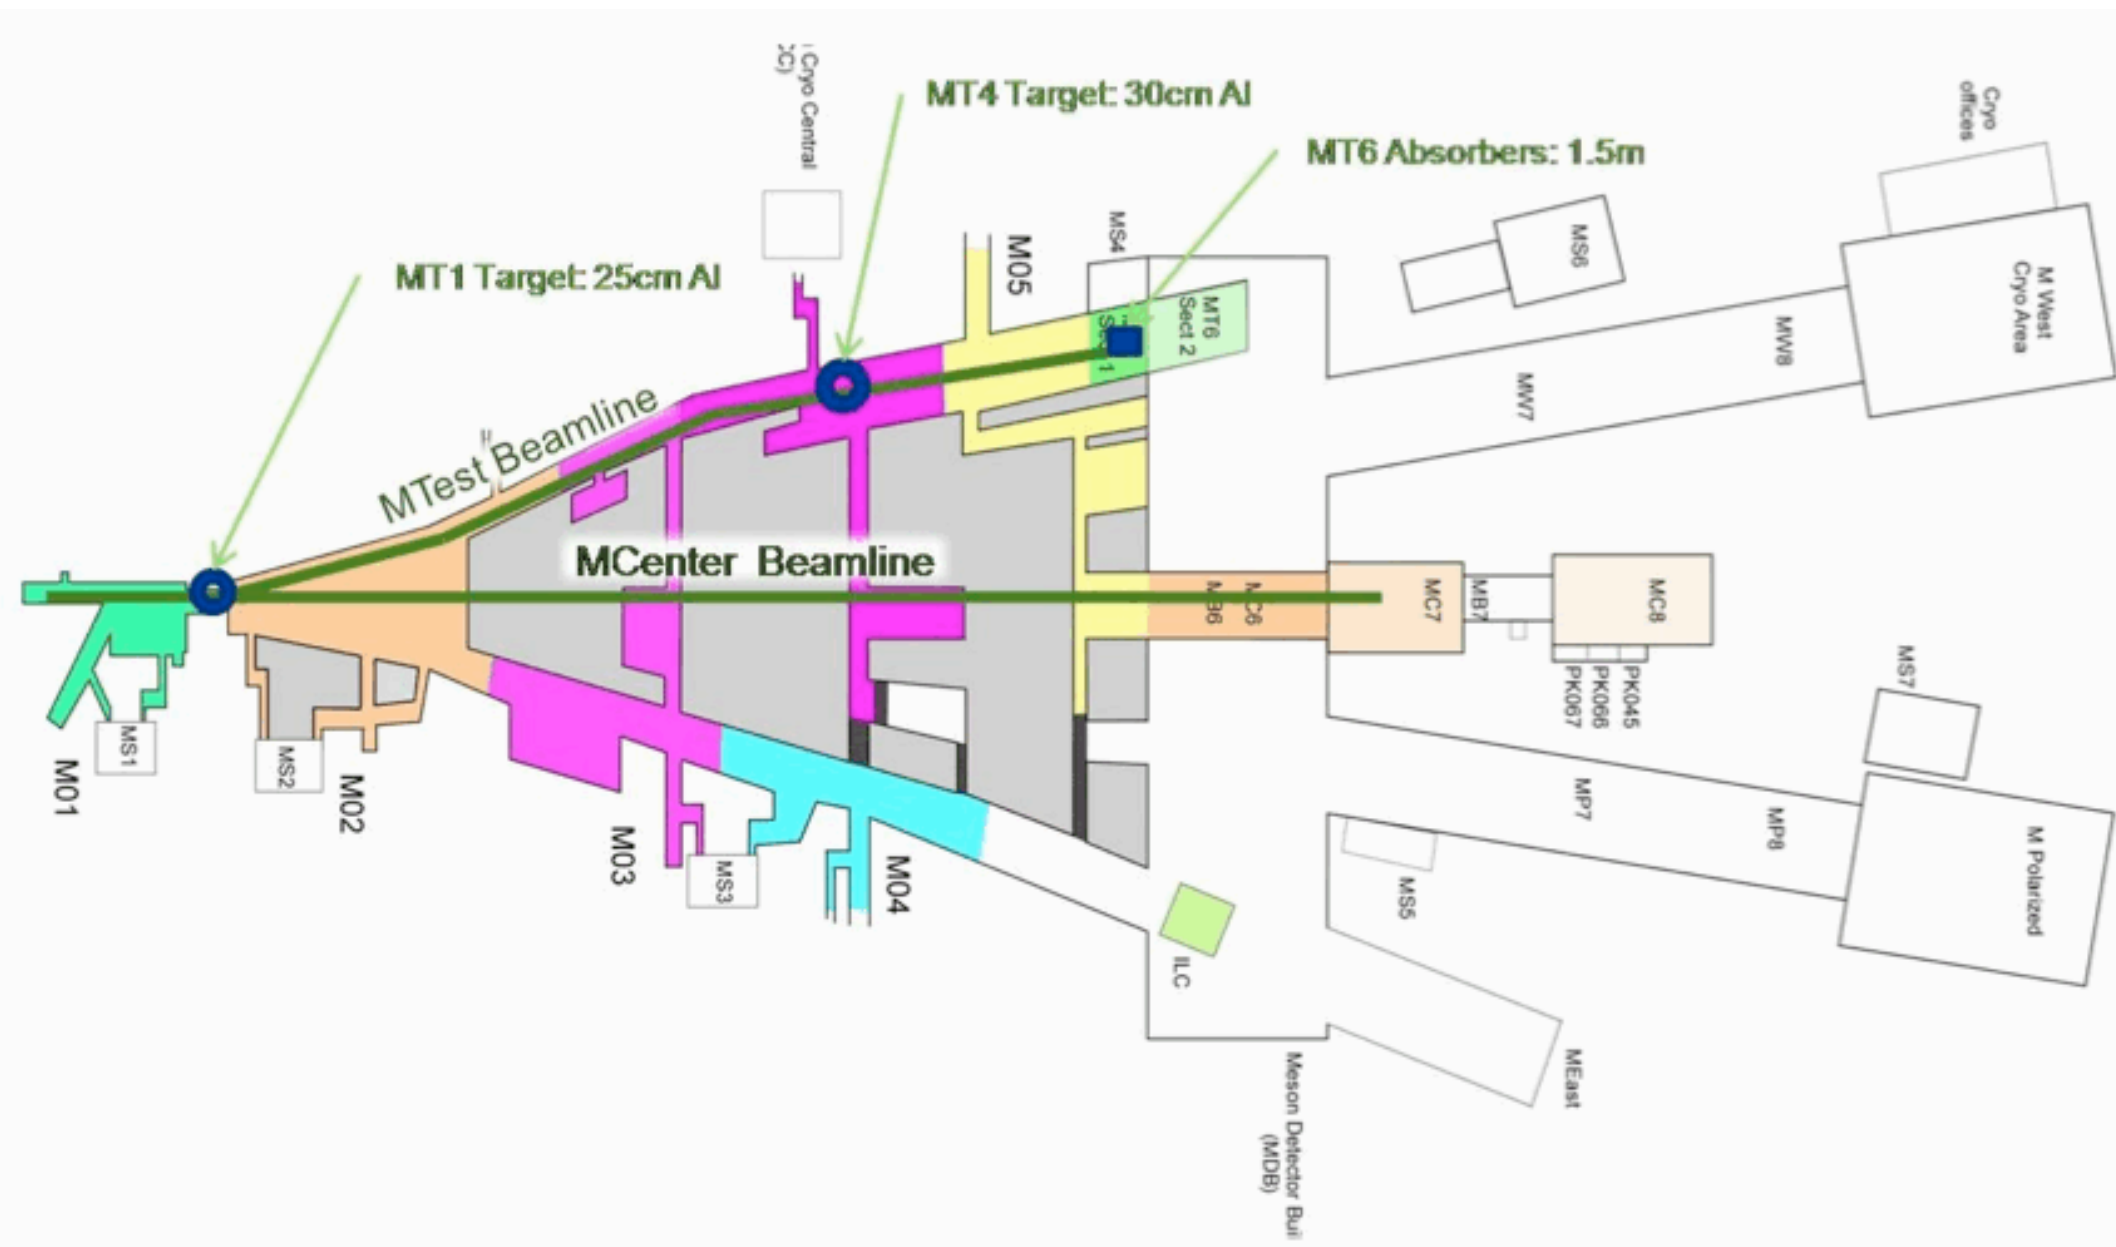 Cryo Central
MT4 Target: 30cm Al
MT6 Absorbers: 1.5m
Cryo
offices
MS4
MS6
M05
MT1 Target: 25cm Al
MT6
Sect 2
M West
Cryo Area
MW8
MW7
MTest Beamline
MCenter Beamline
MC6
MC7
MB7
MC8
PK067
PK066
PK045
MS7
MS1
MS2
M01
M02
M03
MS3
M04
MP7
MP8
M Polarized
MS5
ILC
MEast
Meson Detector Bui
(MDB)